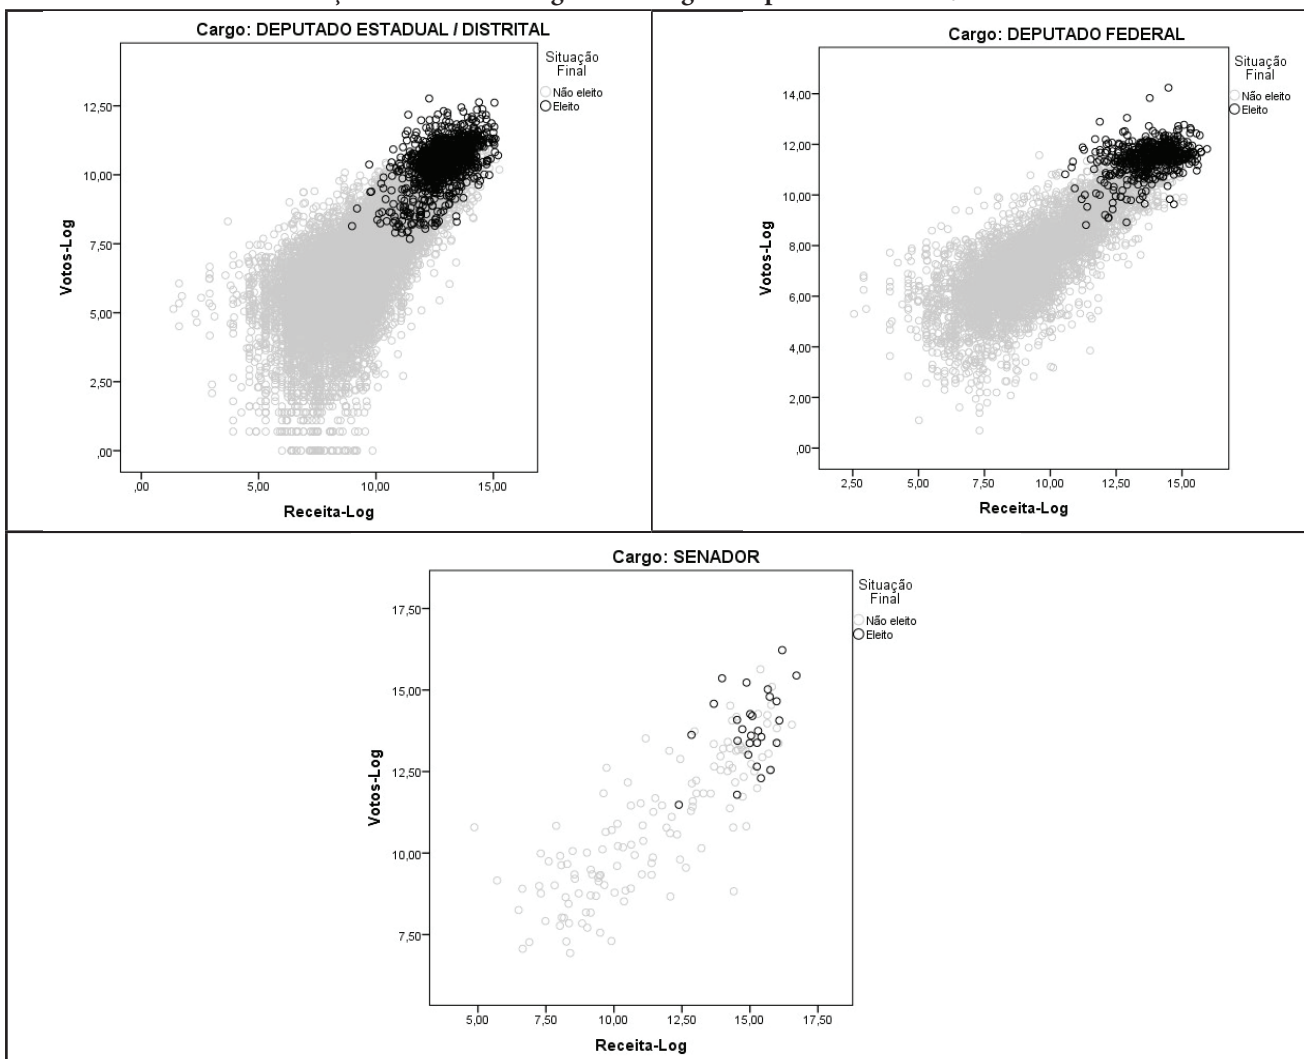 Cargo: DEPUTADO ESTADUAL / DISTRITAL
Situação
Final
Não eleito
Eleito
12,50
10,00
7,50
5,00
2,50
,00
Votos-Log
,00 5,00 10,00 15,00
Receita-Log
Cargo: DEPUTADO FEDERAL
Situação
Final
Não eleito
Eleito
14,00
12,00
10,00
8,00
6,00
4,00
2,00
,00
Votos-Log
2,50 5,00 7,50 10,00 12,50 15,00
Receita-Log
Cargo: SENADOR
Situação
Final
Não eleito
Eleito
17,50
15,00
12,50
10,00
7,50
Votos-Log
5,00 7,50 10,00 12,50 15,00 17,50
Receita-Log